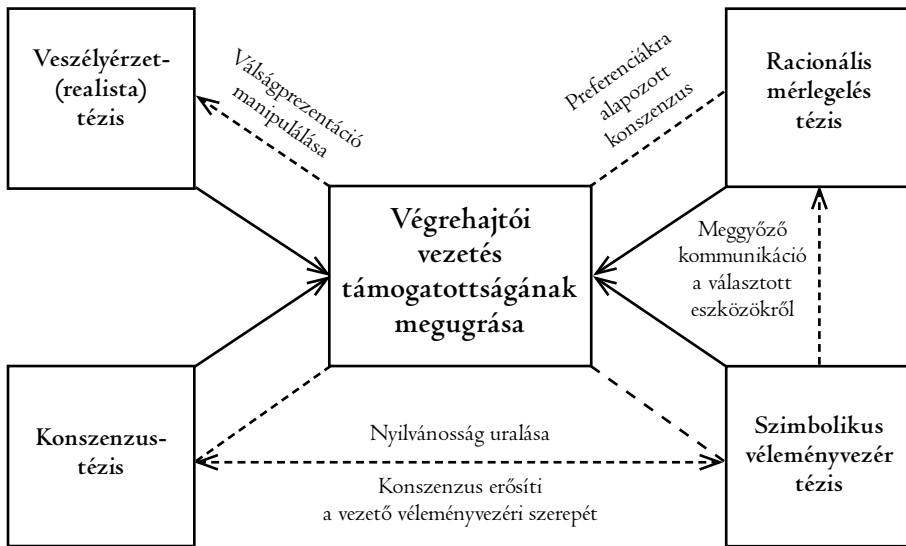 Veszélyérzet-
(realista)
tézis
Válságprezentáció
manipulálása
Preferenciákra
alapozott
konszenzus
Racionális
mérlegelés
tézis
Végrehajtói
vezetés
támogatottságának
megugrása
Meggyőző
kommunikáció
a választott
eszközökről
Konszenzus-
tézis
Nyilvánosság uralása
Konszenzus erősíti
a vezető véleményvezéri szerepét
Szimbolikus
véleményvezér
tézis